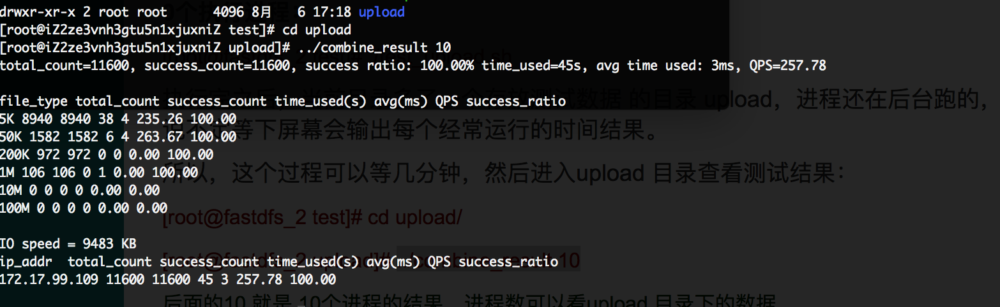 drwxr-xr-x 2 root root 4096 8月 6 17:18 upload
[root@iZ2ze3vnh3gtu5n1xjuxniZ test]# cd upload
[root@iZ2ze3vnh3gtu5n1xjuxniZ upload]# ../combine_result 10
total_count=11600, success_count=11600, success ratio: 100.00% time_used=45s, avg time used: 3ms, QPS=257.78
file_type total_count success_count time_used(s) avg(ms) QPS success_ratio
5K 8940 8940 38 4 235.26 100.00
50K 1582 1582 6 4 263.67 100.00
200K 972 972 0 0 0.00 100.00
1M 106 106 0 1 0.00 100.00
10M 0 0 0 0 0.00 0.00
100M 0 0 0 0 0.00 0.00
IO speed = 9483 KB
ip_addr total_count success_count time_used(s) avg(ms) QPS success_ratio
172.17.99.109 11600 11600 45 3 257.78 100.00
的目录 upload，进程还在后台跑的，
等下屏幕会输出每个经常运行的时间结果。
所以，这个过程可以等几分钟，然后进入upload 目录查看测试结果：
[root@fastdfs_2 test]# cd upload/
[root@fastdfs_2 upload]# ../combine_result 10
后面的10 就是 10个进程的结果，进程数可以看upload 目录下的数据